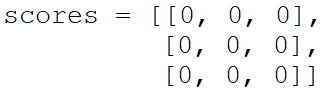 scores = [[0, 0, 0],
[0, 0, 0],
[0, 0, 0]]